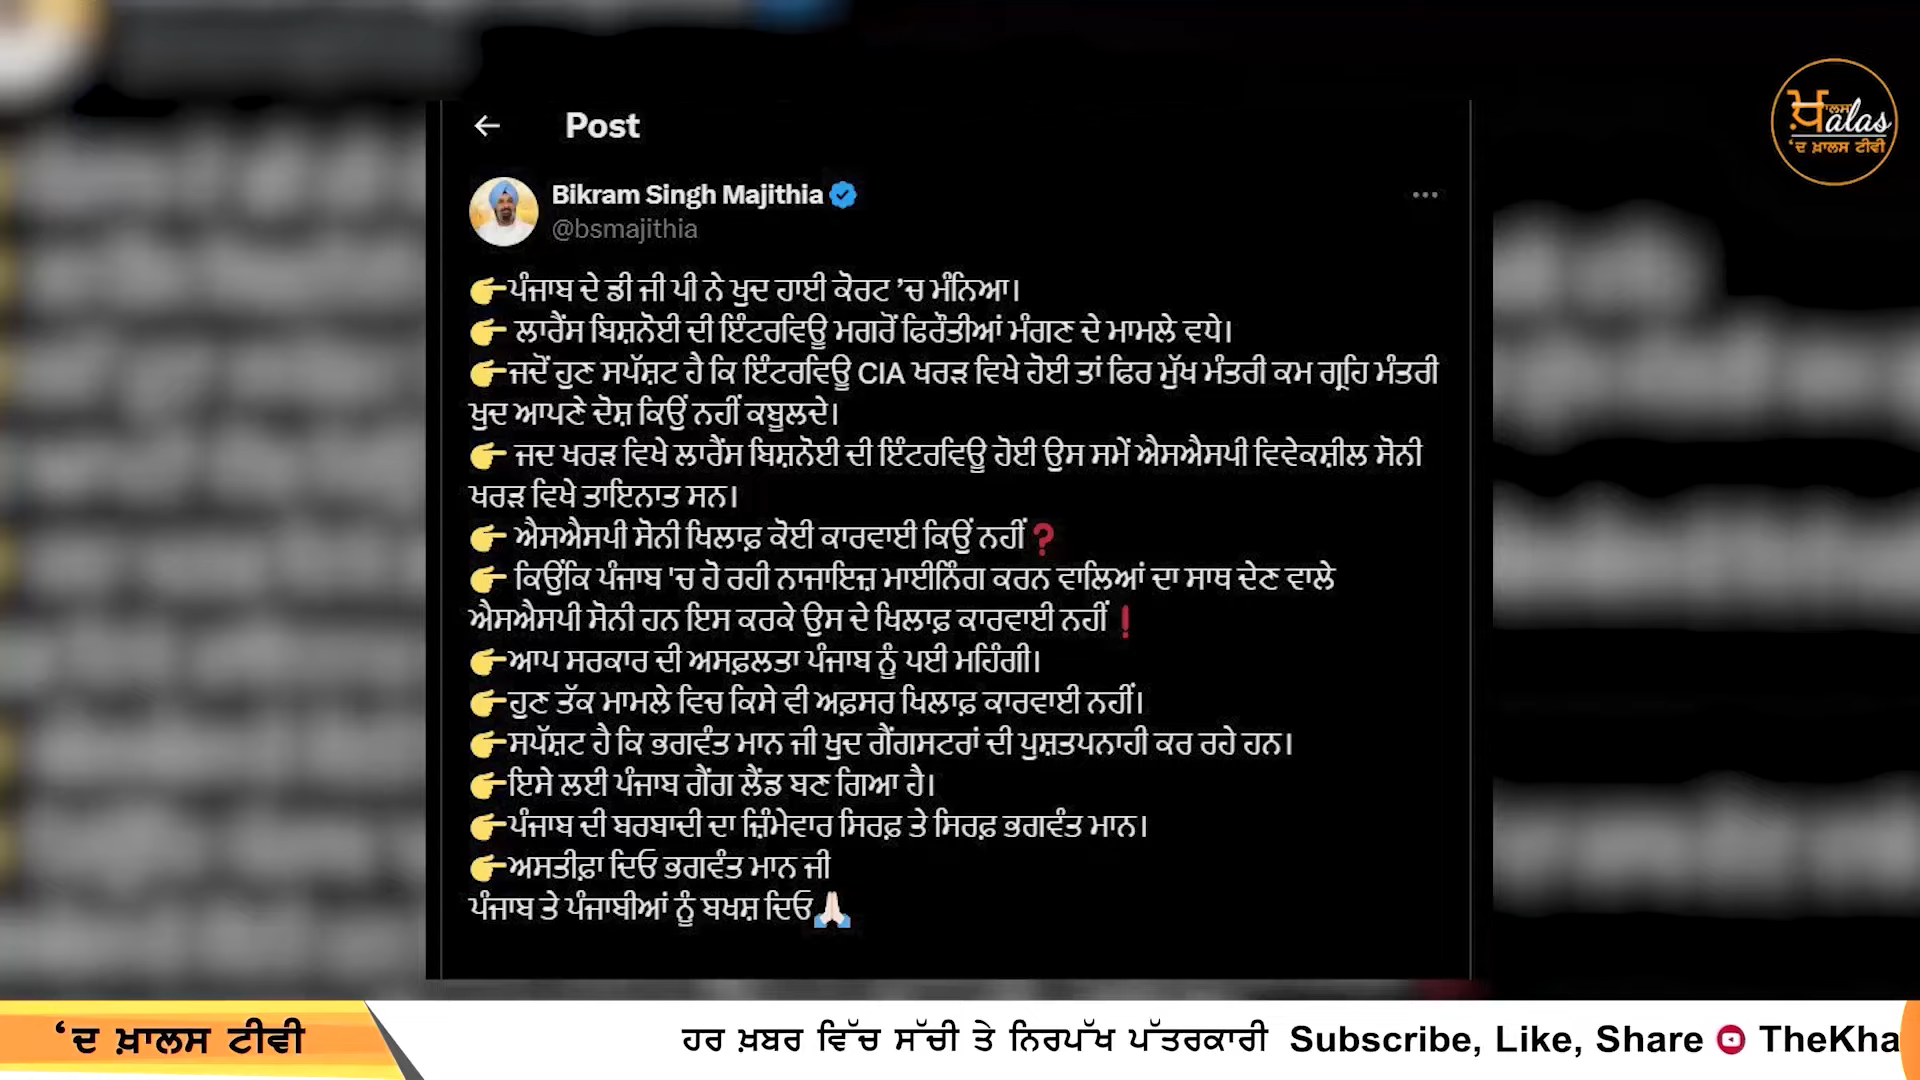 Post
Bikram Singh Majithia
@bsmajithia
👉ਪੰਜਾਬ ਦੇ ਡੀ ਜੀ ਪੀ ਨੇ ਖੁਦ ਹਾਈ ਕੋਰਟ ’ਚ ਮੰਨਿਆ।
👉 ਲਾਰੈਂਸ ਬਿਸ਼ਨੋਈ ਦੀ ਇੰਟਰਵਿਊ ਮਗਰੋਂ ਫਿਰੌਤੀਆਂ ਮੰਗਣ ਦੇ ਮਾਮਲੇ ਵਧੇ।
👉ਜਦੋਂ ਹੁਣ ਸਪੱਸ਼ਟ ਹੈ ਕਿ ਇੰਟਰਵਿਊ CIA ਖਰੜ ਵਿਖੇ ਹੋਈ ਤਾਂ ਫਿਰ ਮੁੱਖ ਮੰਤਰੀ ਕਮ ਗ੍ਰਹਿ ਮੰਤਰੀ
ਖੁਦ ਆਪਣੇ ਦੋਸ਼ ਕਿਉਂ ਨਹੀਂ ਕਬੂਲਦੇ।
👉 ਜਦ ਖਰੜ ਵਿਖੇ ਲਾਰੈਂਸ ਬਿਸ਼ਨੋਈ ਦੀ ਇੰਟਰਵਿਊ ਹੋਈ ਉਸ ਸਮੇਂ ਐਸਐਸਪੀ ਵਿਵੇਕਸ਼ੀਲ ਸੋਨੀ
ਖਰੜ ਵਿਖੇ ਤਾਇਨਾਤ ਸਨ।
👉 ਐਸਐਸਪੀ ਸੋਨੀ ਖਿਲਾਫ਼ ਕੋਈ ਕਾਰਵਾਈ ਕਿਉਂ ਨਹੀਂ❓
👉 ਕਿਉਂਕਿ ਪੰਜਾਬ 'ਚ ਹੋ ਰਹੀ ਨਾਜਾਇਜ਼ ਮਾਈਨਿੰਗ ਕਰਨ ਵਾਲਿਆਂ ਦਾ ਸਾਥ ਦੇਣ ਵਾਲੇ
ਐਸਐਸਪੀ ਸੋਨੀ ਹਨ ਇਸ ਕਰਕੇ ਉਸ ਦੇ ਖਿਲਾਫ਼ ਕਾਰਵਾਈ ਨਹੀਂ❗
👉ਆਪ ਸਰਕਾਰ ਦੀ ਅਸਫ਼ਲਤਾ ਪੰਜਾਬ ਨੂੰ ਪਈ ਮਹਿੰਗੀ।
👉ਹੁਣ ਤੱਕ ਮਾਮਲੇ ਵਿਚ ਕਿਸੇ ਵੀ ਅਫ਼ਸਰ ਖਿਲਾਫ਼ ਕਾਰਵਾਈ ਨਹੀਂ।
👉ਸਪੱਸ਼ਟ ਹੈ ਕਿ ਭਗਵੰਤ ਮਾਨ ਜੀ ਖੁਦ ਗੈਂਗਸਟਰਾਂ ਦੀ ਪੁਸ਼ਤਪਨਾਹੀ ਕਰ ਰਹੇ ਹਨ।
👉ਇਸੇ ਲਈ ਪੰਜਾਬ ਗੈਂਗ ਲੈਂਡ ਬਣ ਗਿਆ ਹੈ।
👉ਪੰਜਾਬ ਦੀ ਬਰਬਾਦੀ ਦਾ ਜ਼ਿੰਮੇਵਾਰ ਸਿਰਫ਼ ਤੇ ਸਿਰਫ਼ ਭਗਵੰਤ ਮਾਨ।
👉ਅਸਤੀਫ਼ਾ ਦਿਓ ਭਗਵੰਤ ਮਾਨ ਜੀ
ਪੰਜਾਬ ਤੇ ਪੰਜਾਬੀਆਂ ਨੂੰ ਬਖਸ਼ ਦਿਓ🙏🏻
ਖ਼ਾਲਸ
alas
‘ਦ ਖ਼ਾਲਸ ਟੀਵੀ
‘ਦ ਖ਼ਾਲਸ ਟੀਵੀ
ਹਰ ਖ਼ਬਰ ਵਿੱਚ ਸੱਚੀ ਤੇ ਨਿਰਪੱਖ ਪੱਤਰਕਾਰੀ Subscribe, Like, Share TheKha